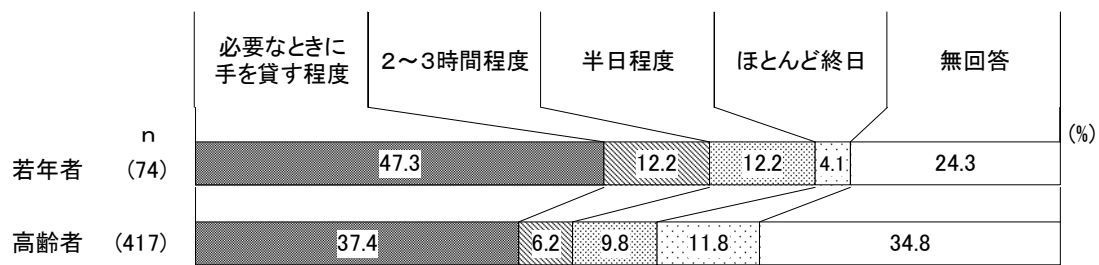 必要なときに
手を貸す程度
2～3時間程度
半日程度
ほとんど終日
無回答
n
(%)
若年者 (74) 47.3 12.2 12.2 4.1 24.3
高齢者 (417) 37.4 6.2 9.8 11.8 34.8